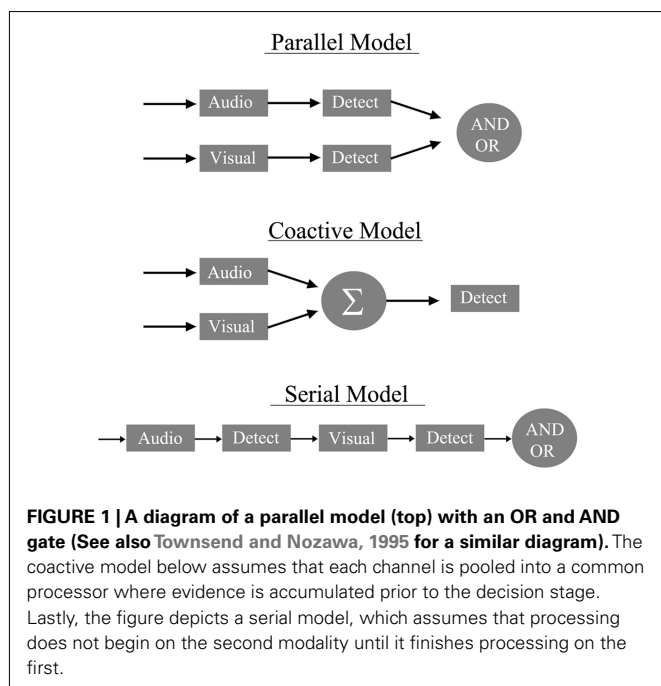 Parallel Model
Audio Detect
AND
OR
Visual Detect
Coactive Model
Audio
Σ Detect
Visual
Serial Model
Audio Detect Visual Detect AND
OR
FIGURE 1 | A diagram of a parallel model (top) with an OR and AND
gate (See also Townsend and Nozawa, 1995 for a similar diagram). The
coactive model below assumes that each channel is pooled into a common
processor where evidence is accumulated prior to the decision stage.
Lastly, the figure depicts a serial model, which assumes that processing
does not begin on the second modality until it finishes processing on the
first.